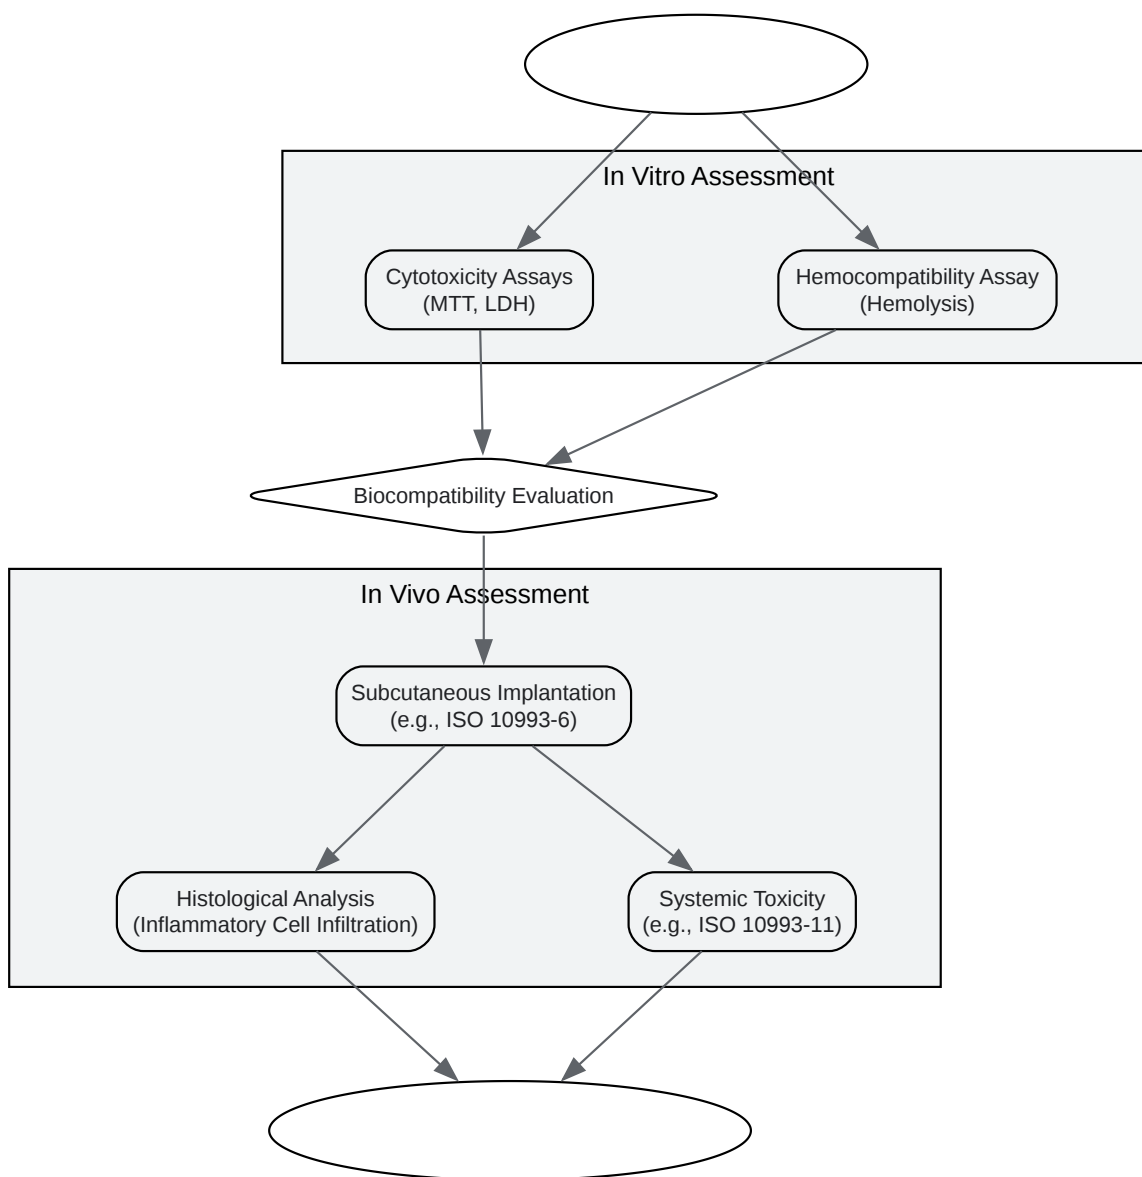 In Vitro Assessment
Cytotoxicity Assays
(MTT, LDH)
Hemocompatibility Assay
(Hemolysis)
Biocompatibility Evaluation
In Vivo Assessment
Subcutaneous Implantation
(e.g., ISO 10993-6)
Histological Analysis
(Inflammatory Cell Infiltration)
Systemic Toxicity
(e.g., ISO 10993-11)